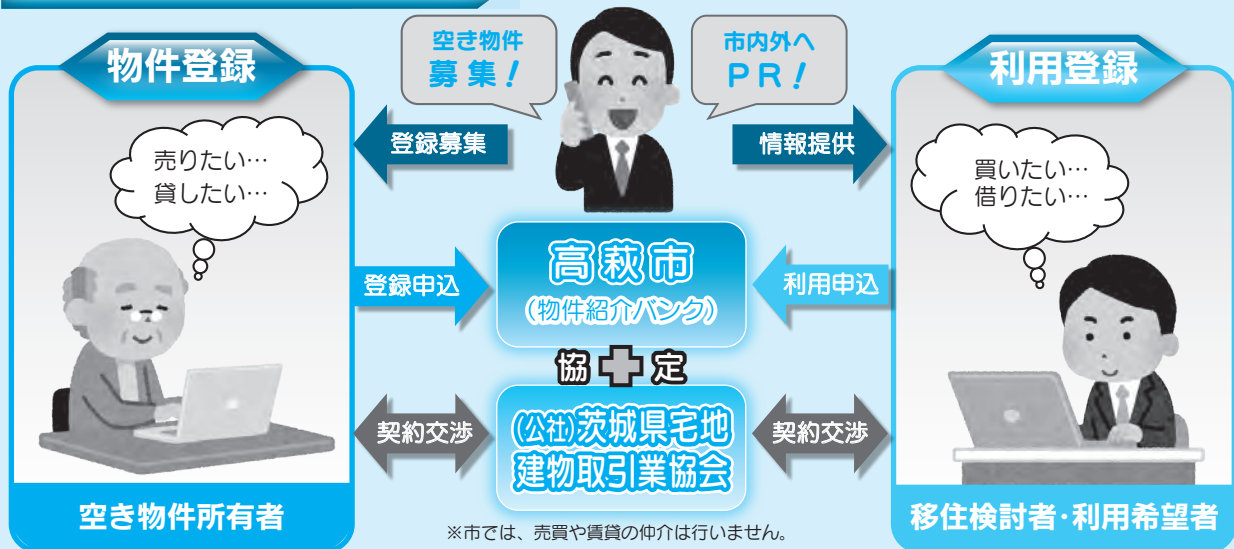 物件登録
売りたい…
貸したい…
空き物件所有者
空き物件
募集！
市内外へ
PR！
登録募集
情報提供
登録申込
高萩市
(物件紹介バンク)
利用申込
協 定
契約交渉
(公社)茨城県宅地
建物取引業協会
契約交渉
※市では、売買や賃貸の仲介は行いません。
利用登録
買いたい…
借りたい…
移住検討者・利用希望者